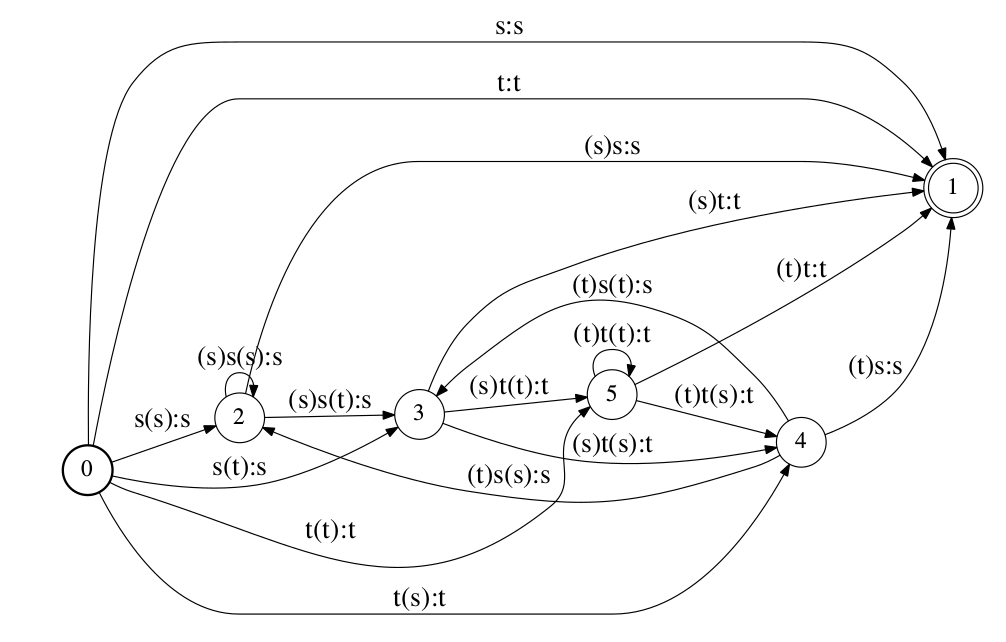 s:s
t:t
(s)s:s
1
(s)t:t
(t)t:t
(t)s(t):s
(t)t(t):t
(s)s(s):s
(t)s:s
(s)t(t):t
5
(t)t(s):t
(s)s(t):s
3
2
s(s):s
4
(s)t(s):t
0
s(t):s
(t)s(s):s
t(t):t
t(s):t